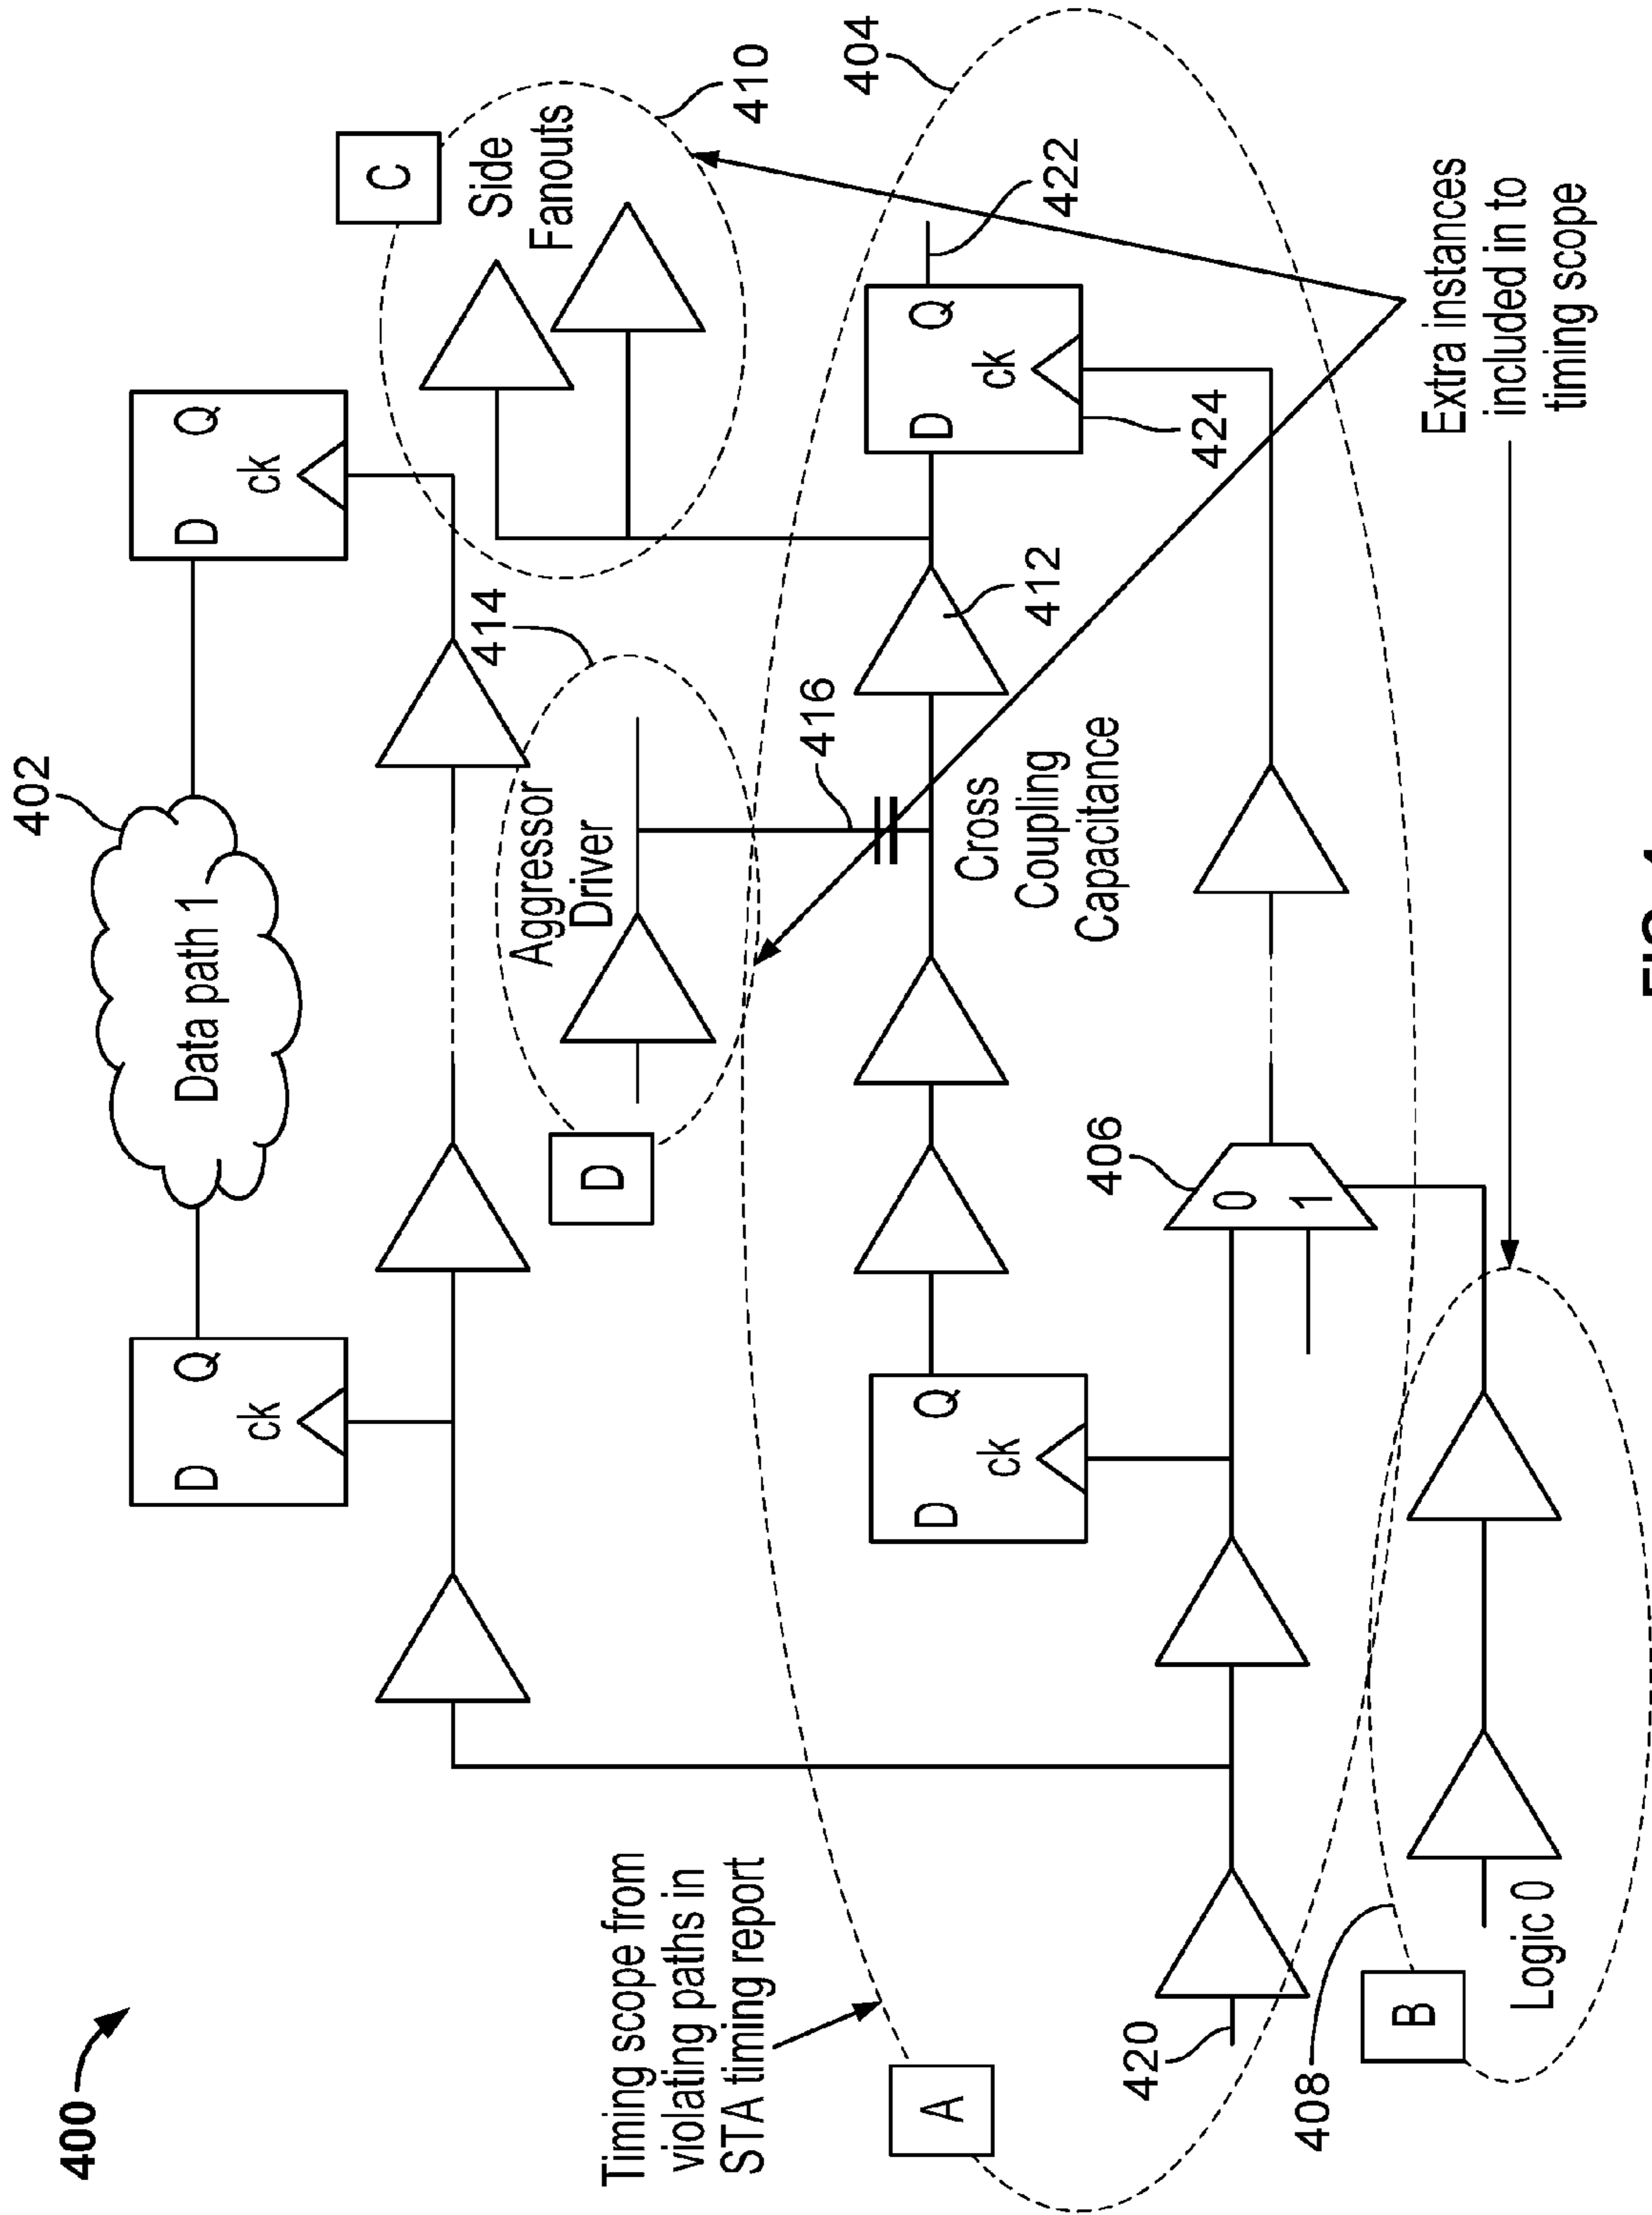 400
402
D Q
ck
Data path 1
D Q
ck
C
410
Side
Fanouts
414
Aggressor
Driver
D
Timing scope from
violating paths in
STA timing report
404
416
A
D Q
ck
Cross
Coupling
Capacitance
412
D Q
ck
422
424
420
406
0
1
408
B
Logic 0
Extra instances
included in to
timing scope